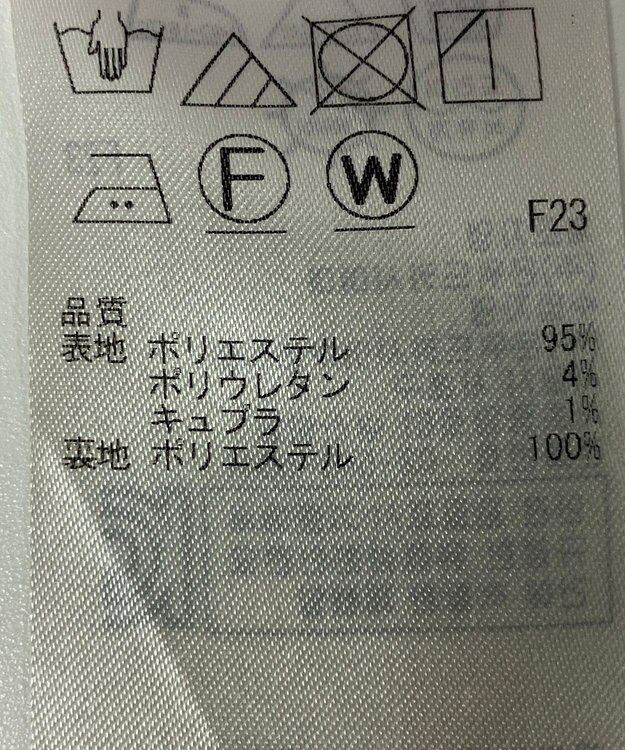 F
W
F23
品質
表地 ポリエステル 95%
ポリウレタン 4%
キュプラ 1%
裏地 ポリエステル 100%